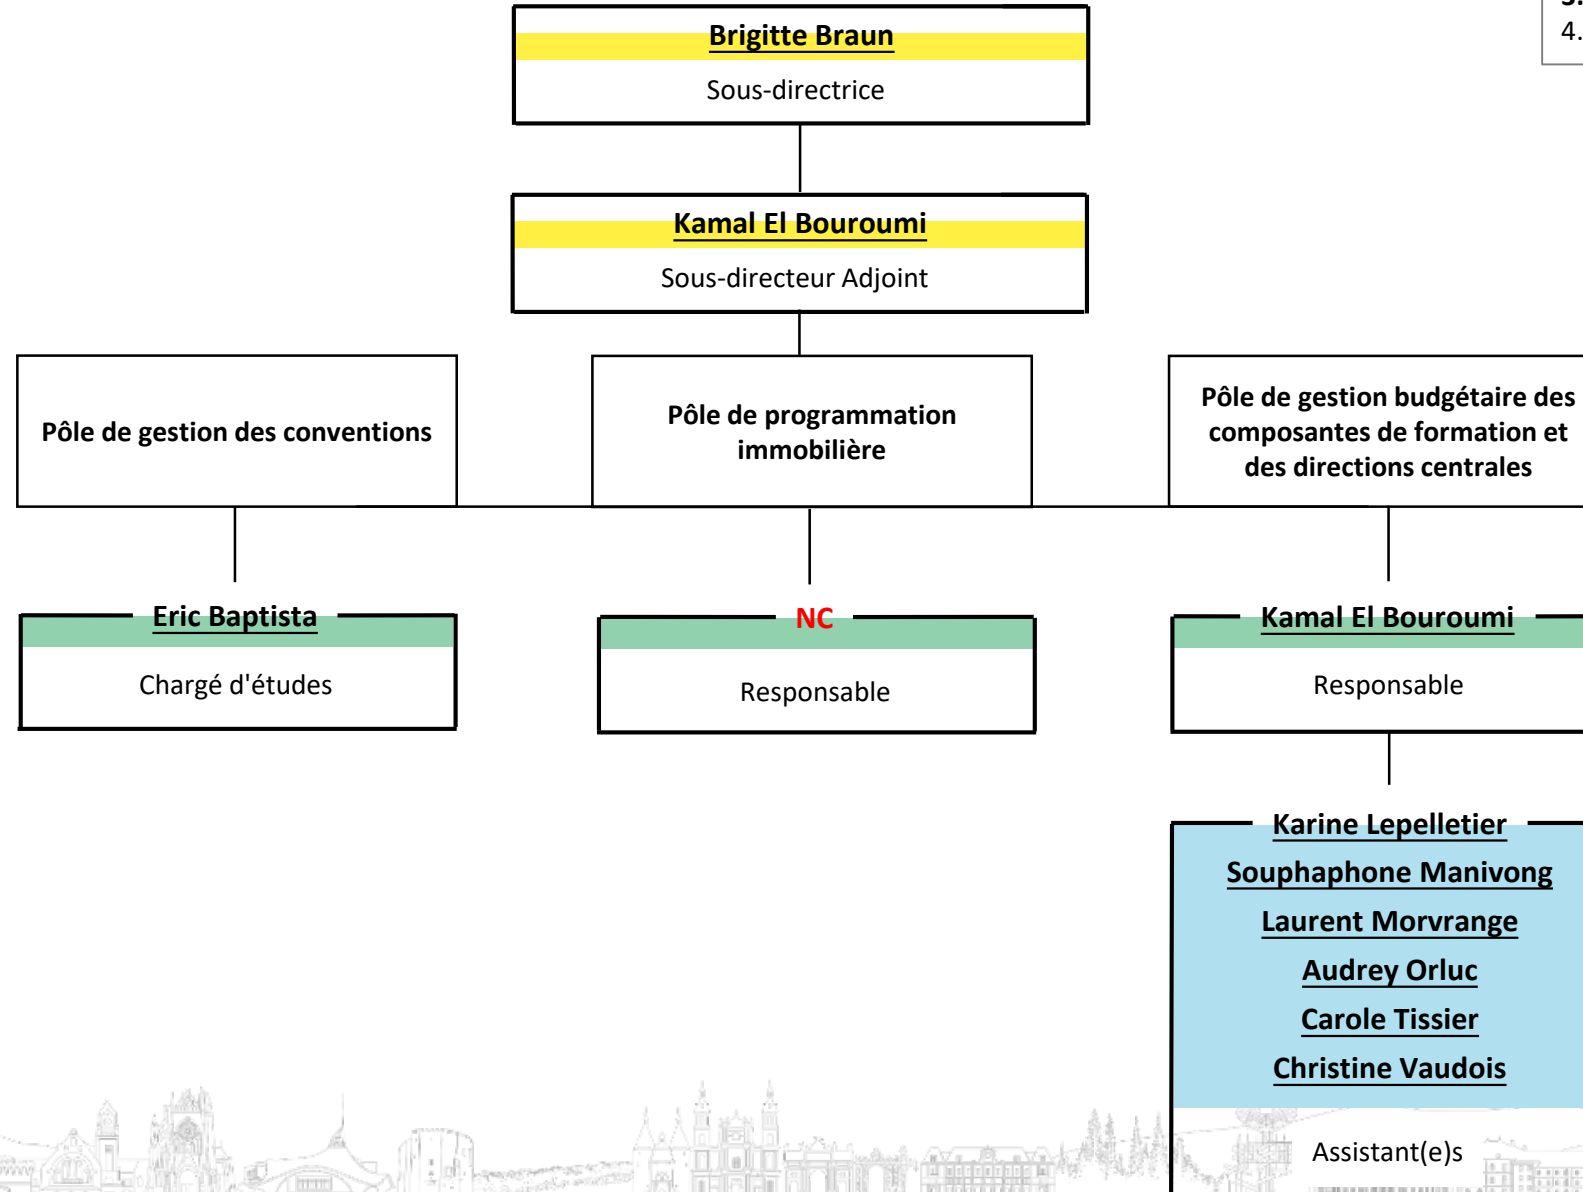 4.
Brigitte Braun
Sous-directrice
Kamal El Bouroumi
Sous-directeur Adjoint
Pôle de gestion des conventions
Pôle de programmation
immobilière
Pôle de gestion budgétaire des
composantes de formation et
des directions centrales
Eric Baptista
Chargé d'études
NC
Responsable
Kamal El Bouroumi
Responsable
Karine Lepelletier
Souphaphone Manivong
Laurent Morvrange
Audrey Orluc
Carole Tissier
Christine Vaudois
Assistant(e)s